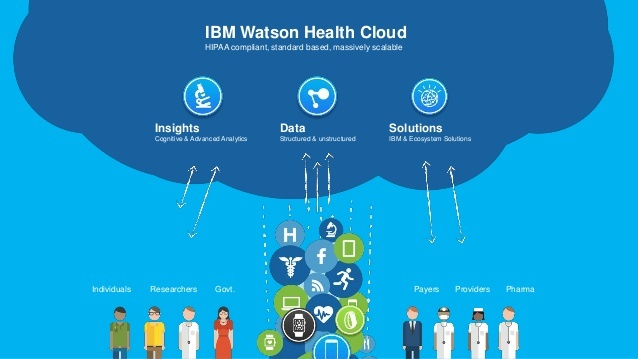 IBM Watson Health Cloud
HIPAA compliant, standard based, massively scalable
Insights
Cognitive & Advanced Analytics
Data
Structured & unstructured
Solutions
IBM & Ecosystem Solutions
H
f
Individuals Researchers Govt.
Payers Providers Pharma